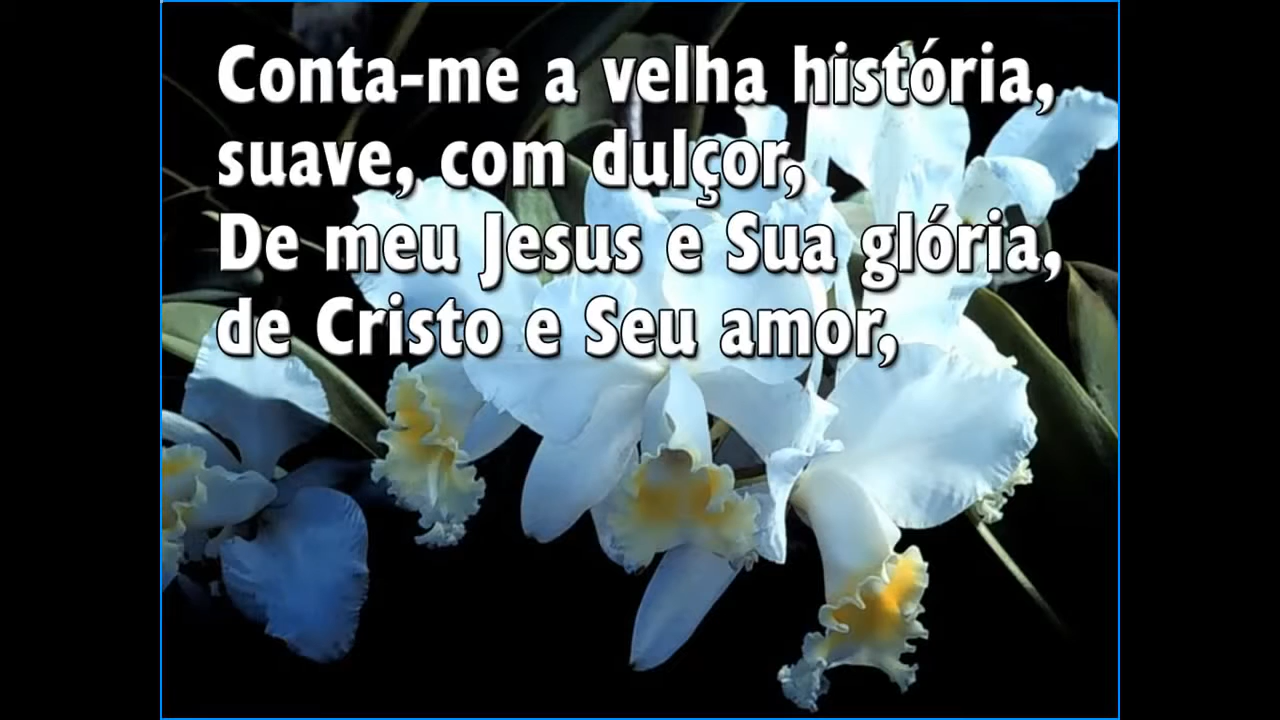 Conta-me a velha história,
suave, com dulçor,
De meu Jesus e Sua glória,
de Cristo e Seu amor,